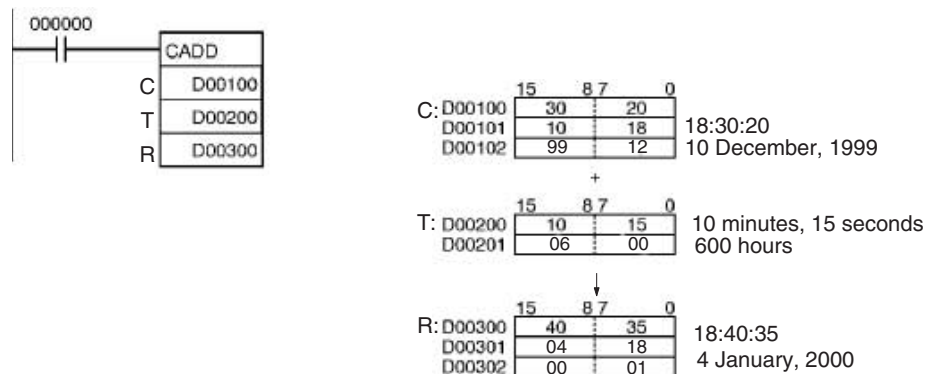 000000
CADD
C D00100
T D00200
R D00300
15 8 7 0
C: D00100 30 20
D00101 10 18 18:30:20
D00102 99 12 10 December, 1999
+
15 8 7 0
T: D00200 10 15 10 minutes, 15 seconds
D00201 06 00 600 hours
15 8 7 0
R: D00300 40 35
D00301 04 18 18:40:35
D00302 00 01 4 January, 2000